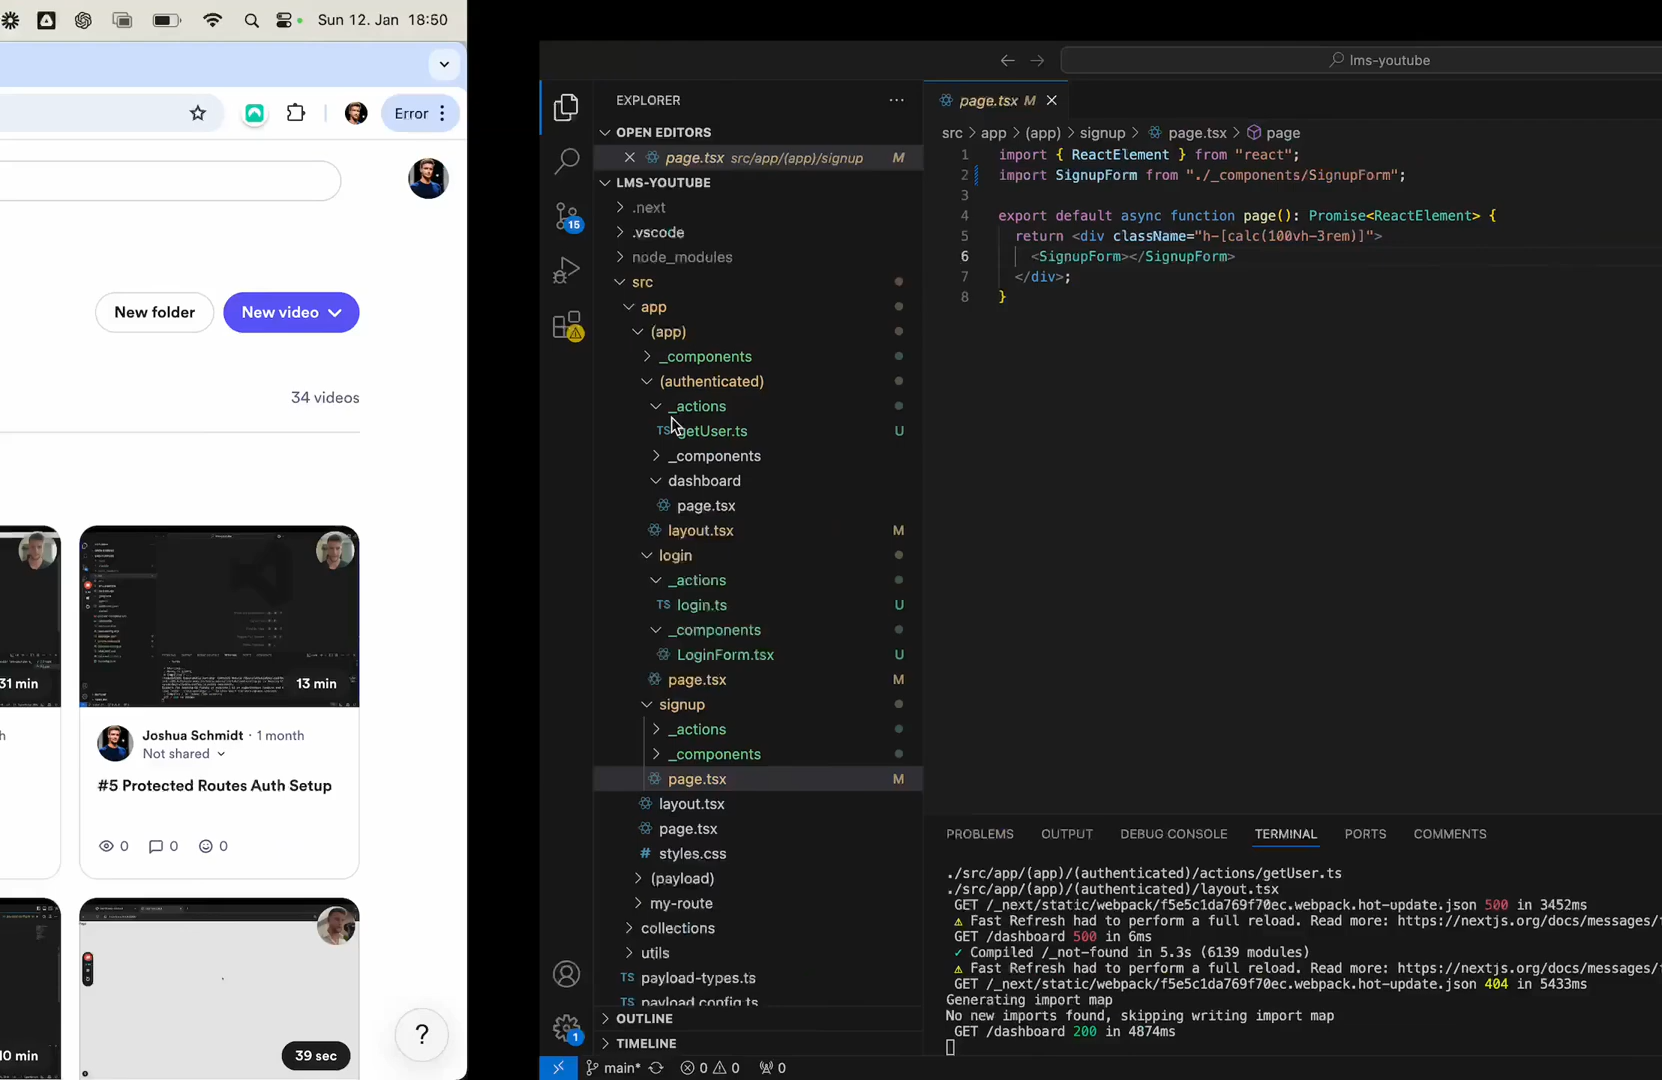 Sun 12. Jan 18:50
Error
New folder
New video
34 videos
31 min
13 min
Joshua Schmidt · 1 month
Not shared
#5 Protected Routes Auth Setup
0 0 0
10 min
39 sec
?
lms-youtube
EXPLORER
OPEN EDITORS
page.tsx src/app/(app)/signup M
LMS-YOUTUBE
.next
.vscode
15
node_modules
src
app
(app)
_components
(authenticated)
_actions
TS getUser.ts U
_components
dashboard
page.tsx
layout.tsx M
login
_actions
TS login.ts U
_components
LoginForm.tsx U
page.tsx M
signup
_actions
_components
page.tsx M
layout.tsx
page.tsx
# styles.css
(payload)
my-route
collections
utils
TS payload-types.ts
TS payload.config.ts
OUTLINE
1
TIMELINE
main* 0 0 0
page.tsx M
src > app > (app) > signup > page.tsx > page
1 import { ReactElement } from "react";
2 import SignupForm from "./_components/SignupForm";
3
4 export default async function page(): Promise<ReactElement> {
5 return <div className="h-[calc(100vh-3rem)]">
6 <SignupForm></SignupForm>
7 </div>;
8 }
PROBLEMS OUTPUT DEBUG CONSOLE TERMINAL PORTS COMMENTS
./src/app/(app)/(authenticated)/actions/getUser.ts
./src/app/(app)/(authenticated)/layout.tsx
GET /_next/static/webpack/f5e5c1da769f70ec.webpack.hot-update.json 500 in 3452ms
⚠ Fast Refresh had to perform a full reload. Read more: https://nextjs.org/docs/messages/
GET /dashboard 500 in 6ms
✓ Compiled /_not-found in 5.3s (6139 modules)
⚠ Fast Refresh had to perform a full reload. Read more: https://nextjs.org/docs/messages/
GET /_next/static/webpack/f5e5c1da769f70ec.webpack.hot-update.json 404 in 5433ms
Generating import map
No new imports found, skipping writing import map
GET /dashboard 200 in 4874ms